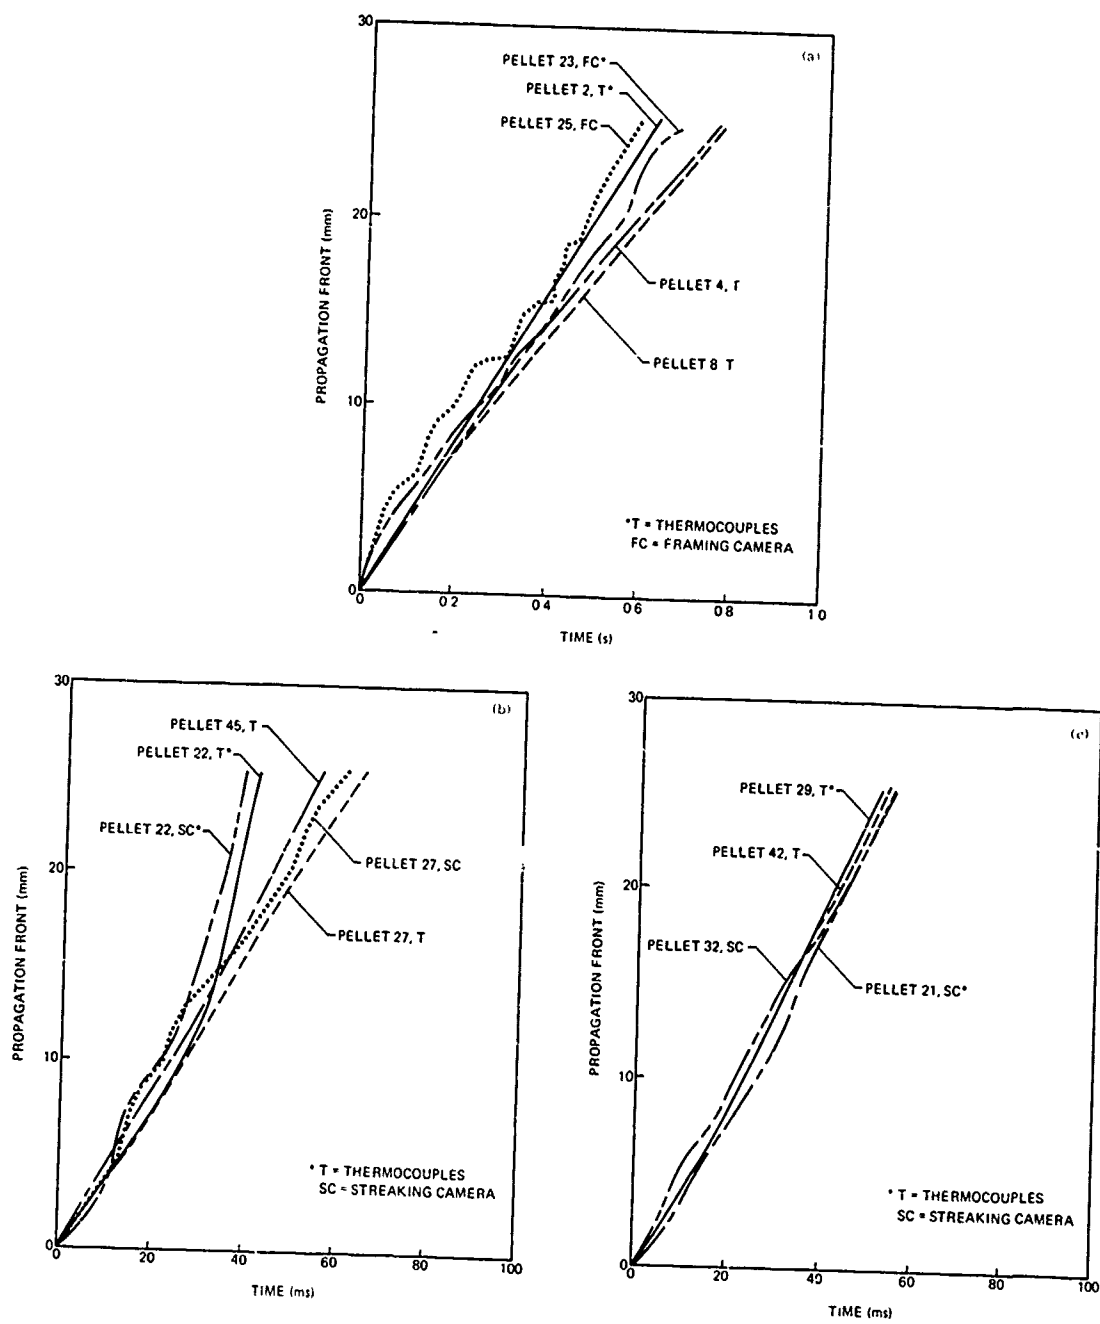 30
(a)
PELLET 23, FC*
PELLET 2, T*
PELLET 25, FC
20
PROPAGATION FRONT (mm)
PELLET 4, T
PELLET 8 T
10
*T = THERMOCOUPLES
FC = FRAMING CAMERA
0
0 0 2 0 4 0 6 0 8 1 0
TIME (s)
30
(b)
PELLET 45, T
PELLET 22, T*
PELLET 22, SC*
PELLET 27, SC
20
PROPAGATION FRONT (mm)
PELLET 27, T
10
* T = THERMOCOUPLES
SC = STREAKING CAMERA
0
0 20 40 60 80 100
TIME (ms)
30
(c)
PELLET 29, T*
PELLET 42, T
20
PROPAGATION FRONT (mm)
PELLET 32, SC
PELLET 21, SC*
10
* T = THERMOCOUPLES
SC = STREAKING CAMERA
0
0 20 40 60 80 100
TIME (ms)